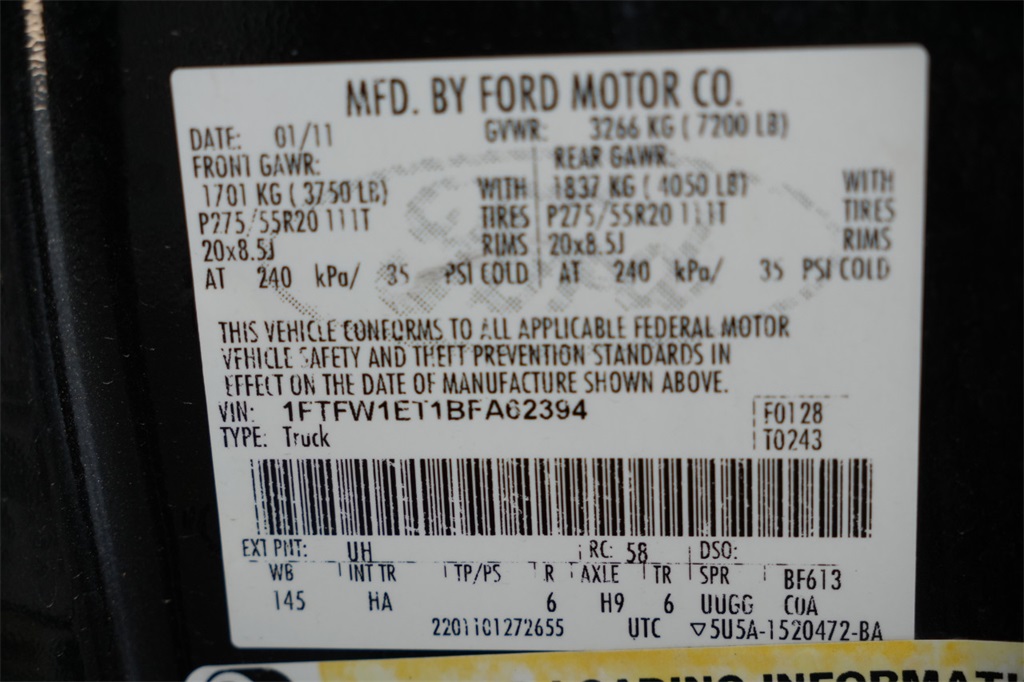 MFD. BY FORD MOTOR CO.
DATE: 01/11 GVWR: 3266 KG ( 7200 LB)
FRONT GAWR: REAR GAWR:
1701 KG ( 3750 LB) WITH 1837 KG ( 4050 LB) WITH
P275/55R20 111T TIRES P275/55R20 111T TIRES
20x8.5J RIMS 20x8.5J RIMS
AT 240 kPa/ 35 PSI COLD AT 240 kPa/ 35 PSI COLD
THIS VEHICLE CONFORMS TO ALL APPLICABLE FEDERAL MOTOR
VEHICLE SAFETY AND THEFT PREVENTION STANDARDS IN
EFFECT ON THE DATE OF MANUFACTURE SHOWN ABOVE.
VIN: 1FTFW1ET1BFA62394 F0128
TYPE: Truck T0243
EXT PNT: UH RC: 58 DSO:
WB INT TR TP/PS R AXLE TR SPR BF613
145 HA 6 H9 6 UUGG COA
2201101272655 UTC ▽5U5A-1520472-BA
LOADING INFORMATI